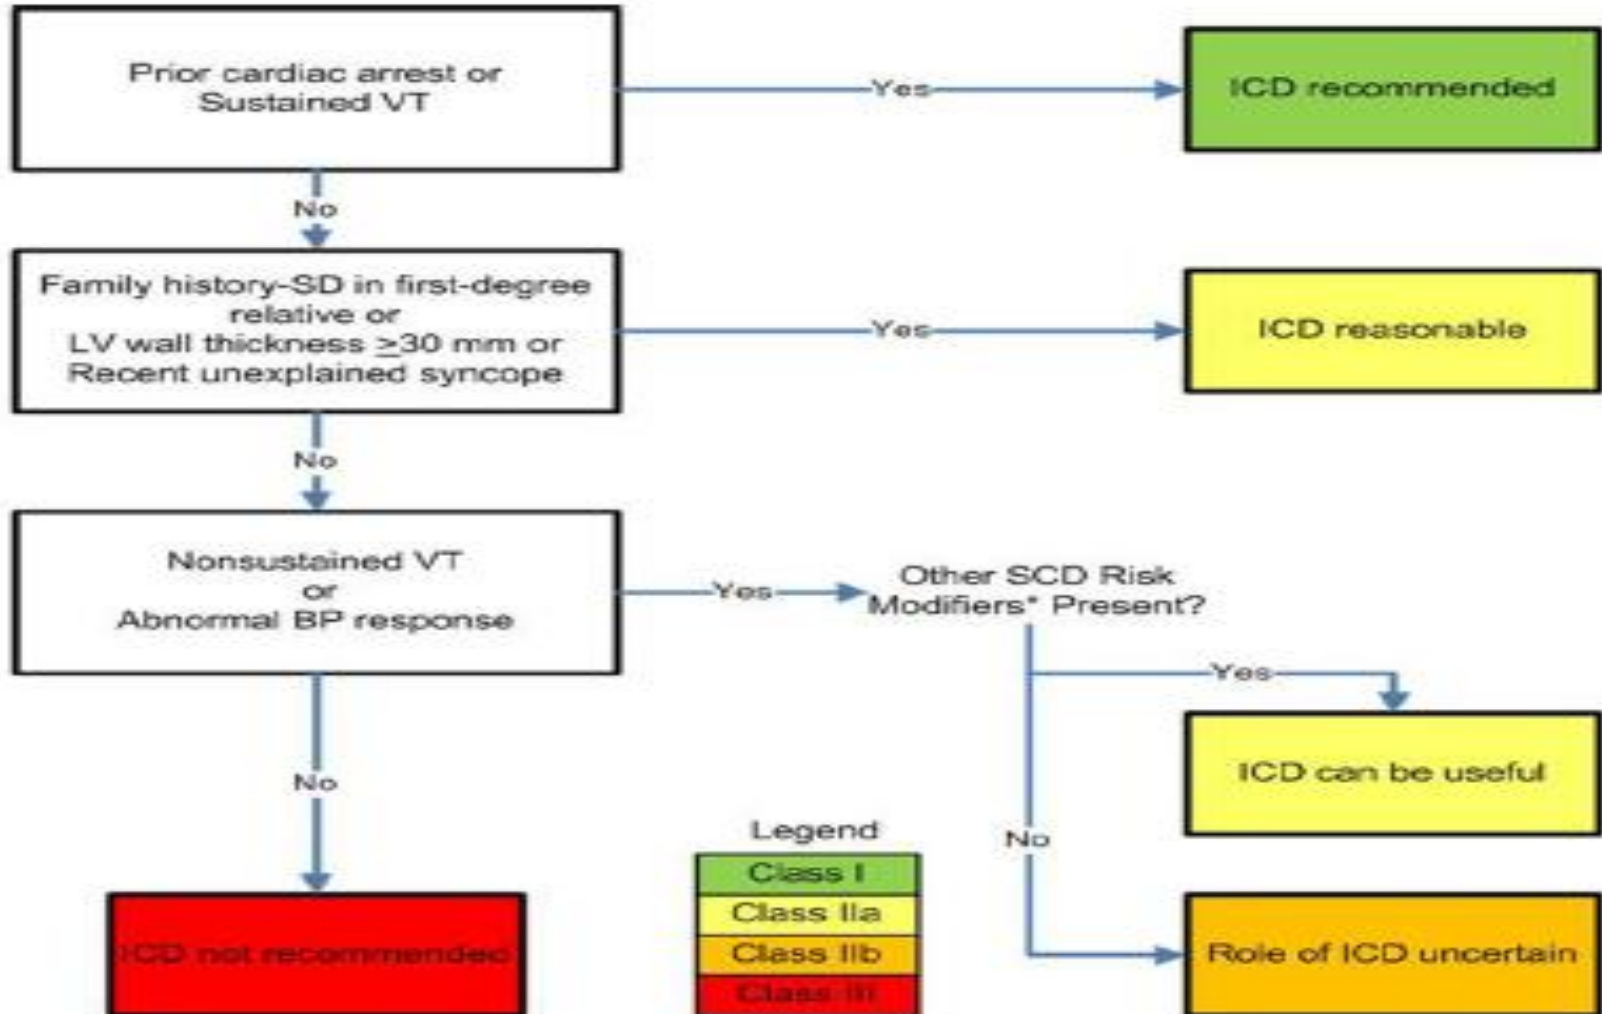 Prior cardiac arrest or
Sustained VT
Yes
ICD recommended
No
Family history-SD in first-degree
relative or
LV wall thickness ≥30 mm or
Recent unexplained syncope
Yes
ICD reasonable
No
Nonsustained VT
or
Abnormal BP response
Yes
Other SCD Risk
Modifiers* Present?
Yes
ICD can be useful
No
No
Legend
Class I
Class IIa
Class IIb
Class III
ICD not recommended
Role of ICD uncertain